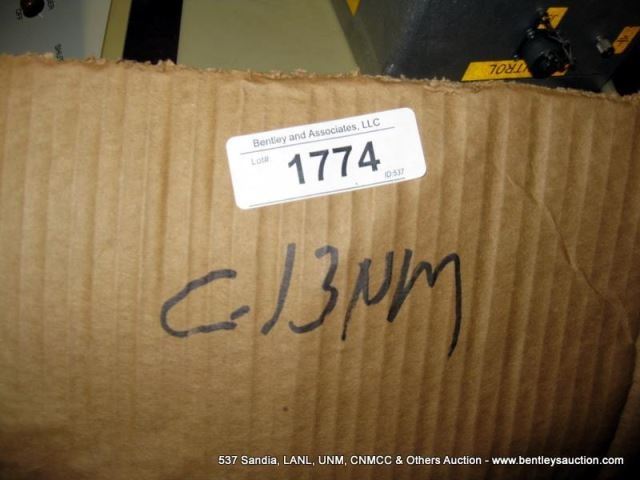 Bentley and Associates, LLC
Lot# 1774
ID:537
C-13NM
537 Sandia, LANL, UNM, CNMCC & Others Auction - www.bentleysauction.com